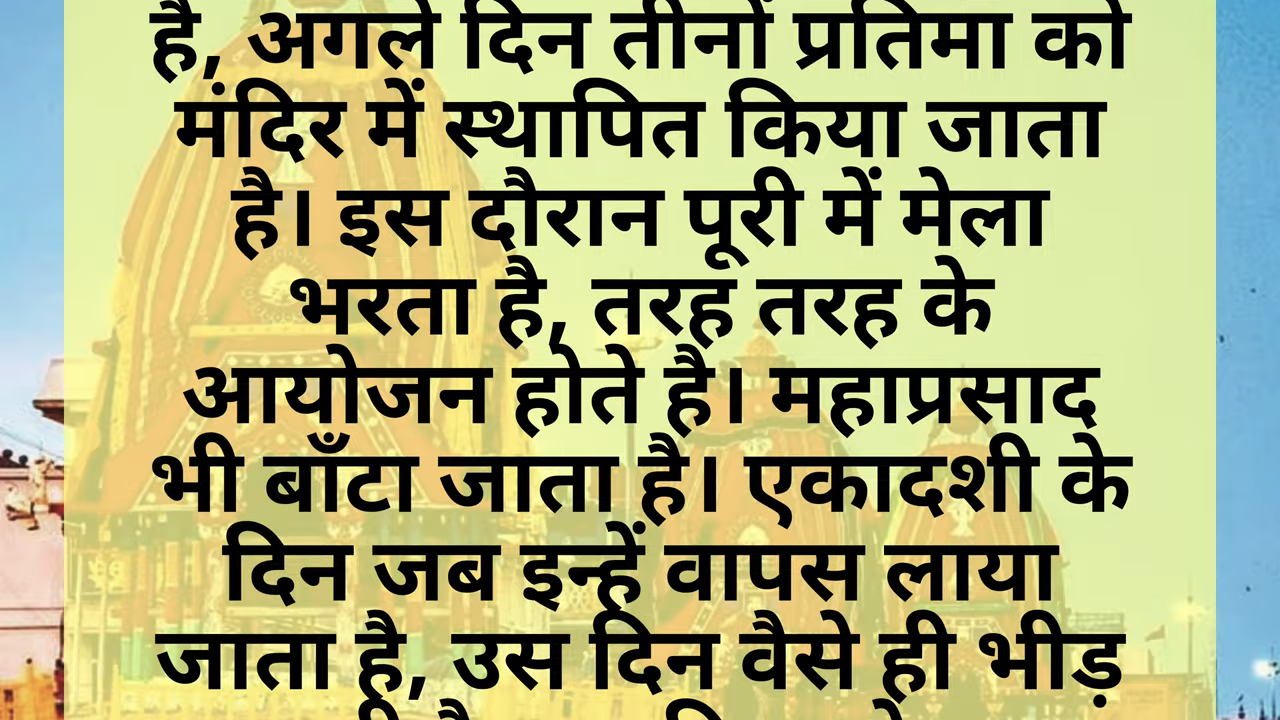 है, अगले दिन तीनों प्रतिमा को
मंदिर में स्थापित किया जाता
है। इस दौरान पूरी में मेला
भरता है, तरह तरह के
आयोजन होते है। महाप्रसाद
भी बाँटा जाता है। एकादशी के
दिन जब इन्हें वापस लाया
जाता है, उस दिन वैसे ही भीड़